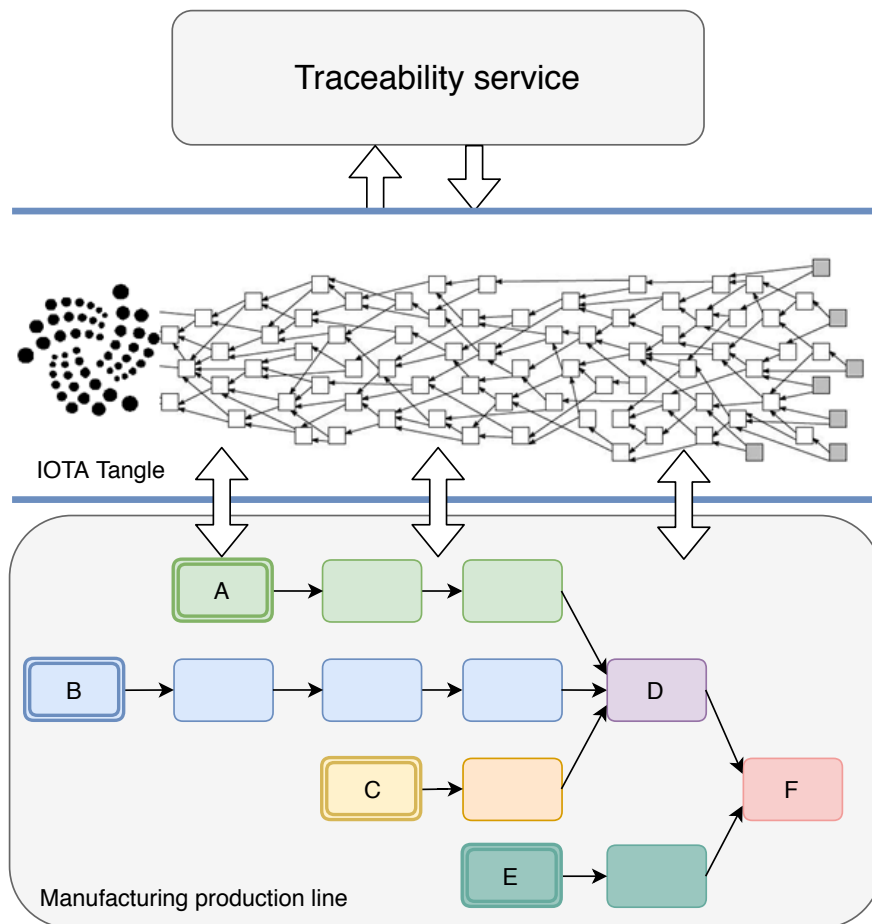 Traceability service
IOTA Tangle
A
B
D
C
F
E
Manufacturing production line